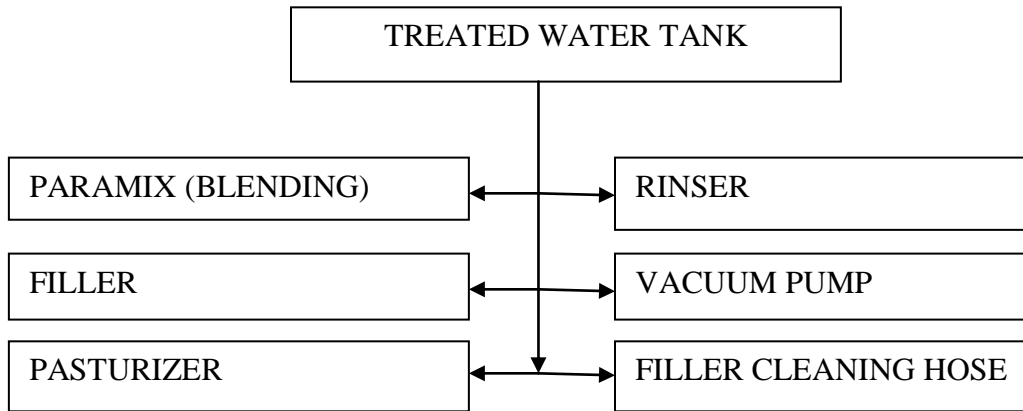 TREATED WATER TANK
PARAMIX (BLENDING)
RINSER
FILLER
VACUUM PUMP
PASTURIZER
FILLER CLEANING HOSE